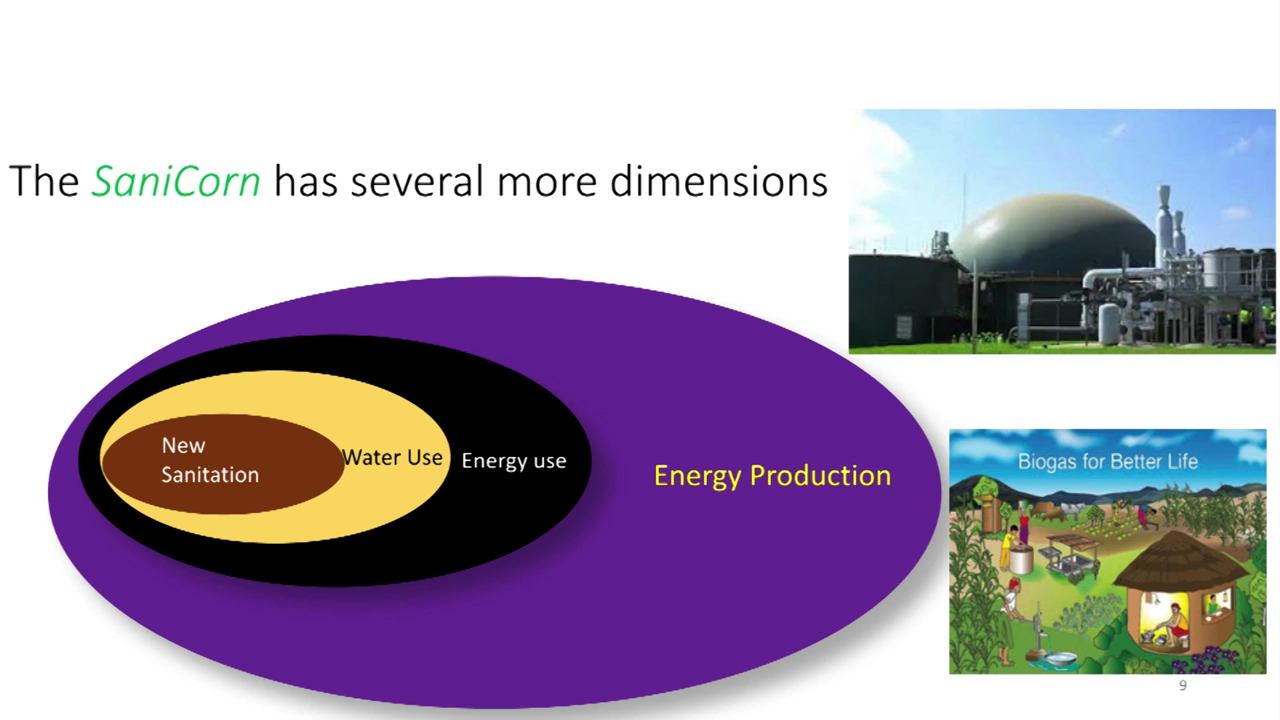 The SaniCorn has several more dimensions
New
Sanitation
Water Use
Energy use
Energy Production
Biogas for Better Life
9